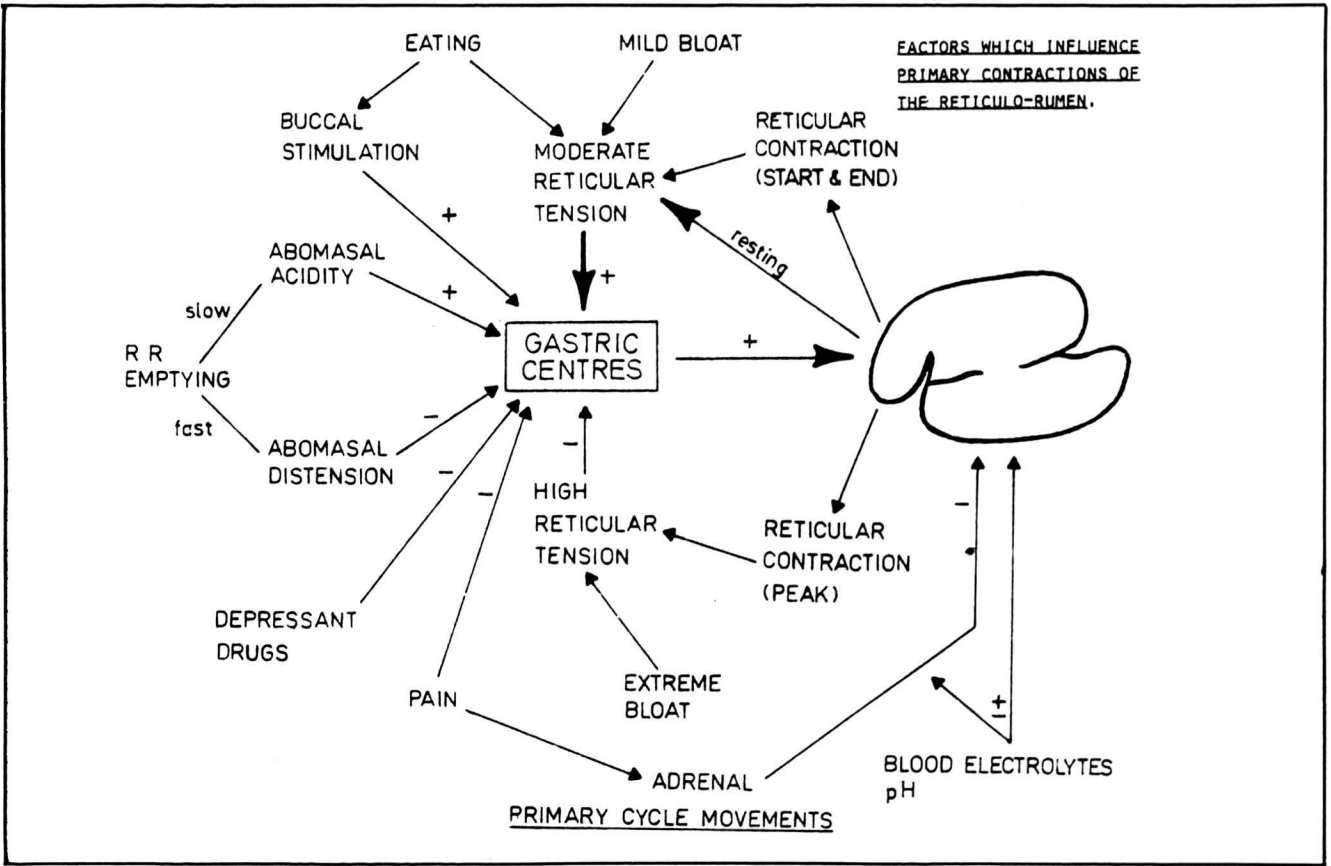 FACTORS WHICH INFLUENCE
PRIMARY CONTRACTIONS OF
THE RETICULO-RUMEN.
EATING
MILD BLOAT
BUCCAL
STIMULATION
MODERATE
RETICULAR
TENSION
RETICULAR
CONTRACTION
(START & END)
+
+
resting
ABOMASAL
ACIDITY
+
slow
R R
EMPTYING
fast
GASTRIC
CENTRES
+
ABOMASAL
DISTENSION
-
-
-
-
HIGH
RETICULAR
TENSION
RETICULAR
CONTRACTION
(PEAK)
-
DEPRESSANT
DRUGS
PAIN
EXTREME
BLOAT
±
ADRENAL
BLOOD ELECTROLYTES
pH
PRIMARY CYCLE MOVEMENTS